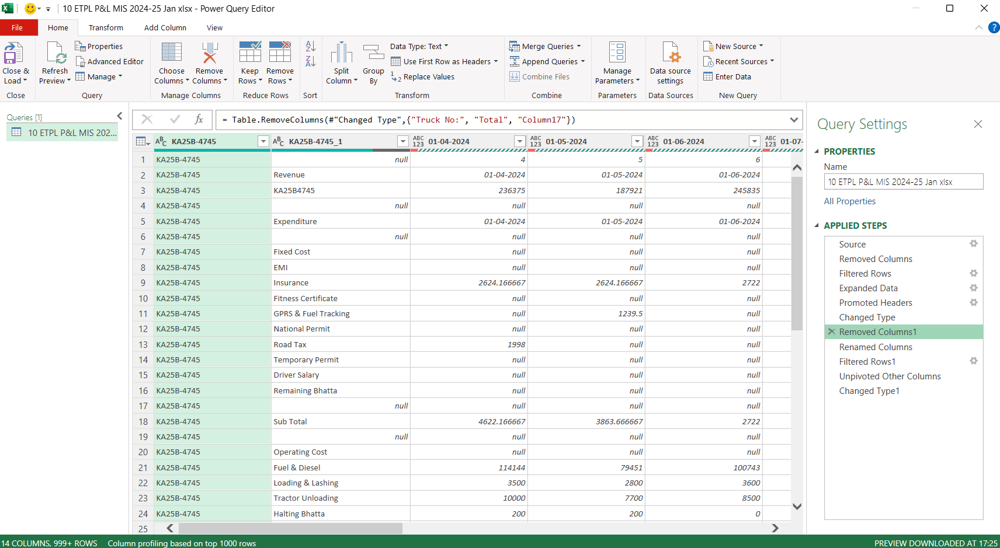 10 ETPL P&L MIS 2024-25 Jan xlsx - Power Query Editor
File Home Transform Add Column View
Close & Load Close
Refresh Preview Properties Advanced Editor Manage Query
Choose Columns Remove Columns Manage Columns
Keep Rows Remove Rows Reduce Rows
A Z Z A Sort
Split Column Group By Data Type: Text Use First Row as Headers 1 2 Replace Values Transform
Merge Queries Append Queries Combine Files Combine
Manage Parameters Parameters
Data source settings Data Sources
New Source Recent Sources Enter Data New Query
Queries [1]
10 ETPL P&L MIS 202...
fx = Table.RemoveColumns(#"Changed Type",{"Truck No:", "Total", "Column17"})
ABC KA25B-4745 ABC KA25B-4745_1 ABC 123 01-04-2024 ABC 123 01-05-2024 ABC 123 01-06-2024 ABC 123 01-07-
1 KA25B-4745 null 4 5 6
2 KA25B-4745 Revenue 01-04-2024 01-05-2024 01-06-2024
3 KA25B-4745 KA25B4745 236375 187921 245835
4 KA25B-4745 null null null null
5 KA25B-4745 Expenditure 01-04-2024 01-05-2024 01-06-2024
6 KA25B-4745 null null null null
7 KA25B-4745 Fixed Cost null null null
8 KA25B-4745 EMI null null null
9 KA25B-4745 Insurance 2624.166667 2624.166667 2722
10 KA25B-4745 Fitness Certificate null null null
11 KA25B-4745 GPRS & Fuel Tracking null 1239.5 null
12 KA25B-4745 National Permit null null null
13 KA25B-4745 Road Tax 1998 null null
14 KA25B-4745 Temporary Permit null null null
15 KA25B-4745 Driver Salary null null null
16 KA25B-4745 Remaining Bhatta null null null
17 KA25B-4745 null null null null
18 KA25B-4745 Sub Total 4622.166667 3863.666667 2722
19 KA25B-4745 null null null null
20 KA25B-4745 Operating Cost null null null
21 KA25B-4745 Fuel & Diesel 114144 79451 100743
22 KA25B-4745 Loading & Lashing 3500 2800 3600
23 KA25B-4745 Tractor Unloading 10000 7700 8500
24 KA25B-4745 Halting Bhatta 200 200 0
25
Query Settings
PROPERTIES
Name
10 ETPL P&L MIS 2024-25 Jan xlsx
All Properties
APPLIED STEPS
Source
Removed Columns
Filtered Rows
Expanded Data
Promoted Headers
Changed Type
Removed Columns1
Renamed Columns
Filtered Rows1
Unpivoted Other Columns
Changed Type1
14 COLUMNS, 999+ ROWS Column profiling based on top 1000 rows PREVIEW DOWNLOADED AT 17:25